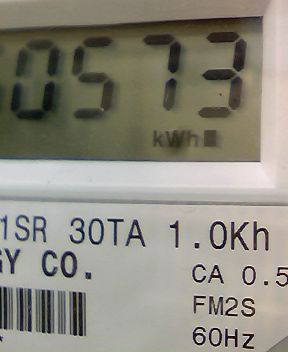 0573
kWh
1SR 30TA 1.0Kh
GY CO.
CA 0.5
FM2S
60Hz